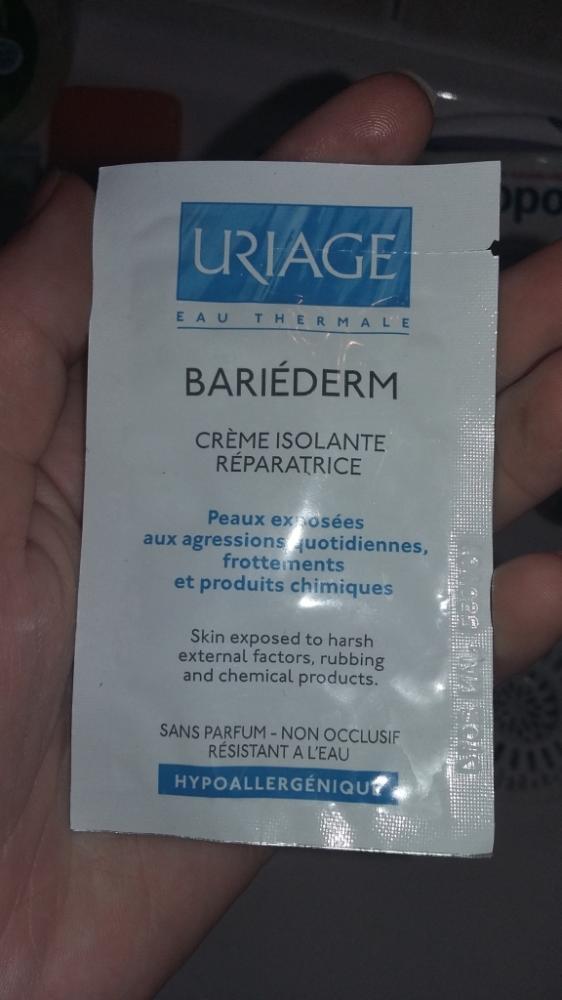 URIAGE
EAU THERMALE
BARIÉDERM
CRÈME ISOLANTE
RÉPARATRICE
Peaux exposées
aux agressions quotidiennes,
frottements
et produits chimiques
Skin exposed to harsh
external factors, rubbing
and chemical products.
SANS PARFUM - NON OCCLUSIF
RÉSISTANT A L'EAU
HYPOALLERGÉNIQUE